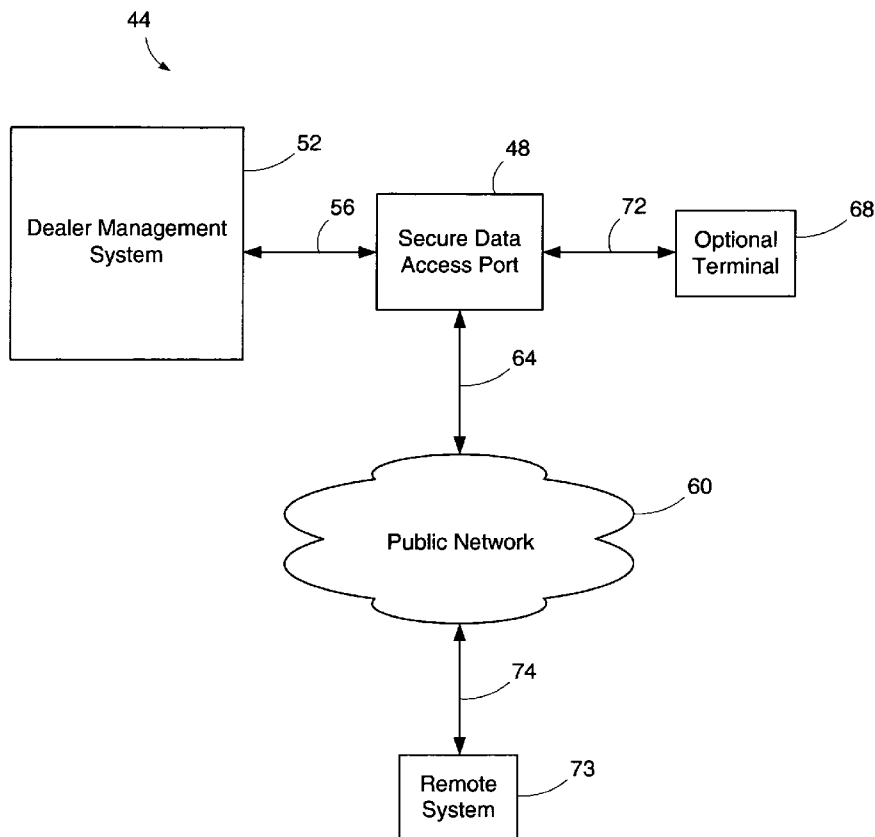 44
52
48
Dealer Management
System
56
Secure Data
Access Port
72
Optional
Terminal
68
64
60
Public Network
74
Remote
System
73